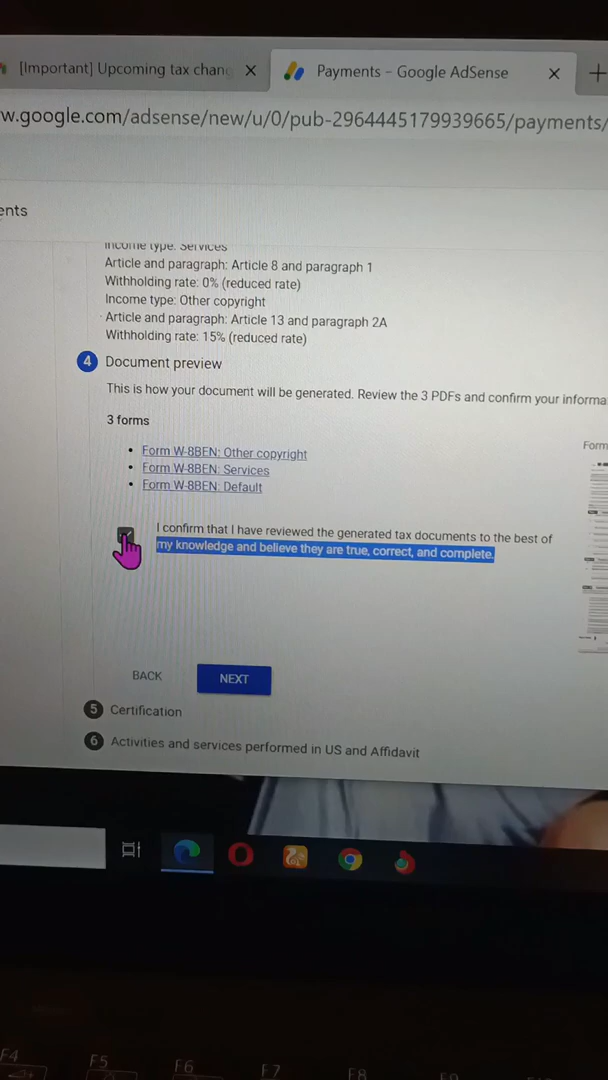 [Important] Upcoming tax chan
Payments – Google AdSense
w.google.com/adsense/new/u/0/pub-2964445179939665/payments/
ents
Income type: Services
Article and paragraph: Article 8 and paragraph 1
Withholding rate: 0% (reduced rate)
Income type: Other copyright
Article and paragraph: Article 13 and paragraph 2A
Withholding rate: 15% (reduced rate)
4 Document preview
This is how your document will be generated. Review the 3 PDFs and confirm your informa
3 forms
Form
• Form W-8BEN: Other copyright
• Form W-8BEN: Services
• Form W-8BEN: Default
I confirm that I have reviewed the generated tax documents to the best of
my knowledge and believe they are true, correct, and complete.
BACK
NEXT
5 Certification
6 Activities and services performed in US and Affidavit
F4
F5
F6
F7
F8
F9